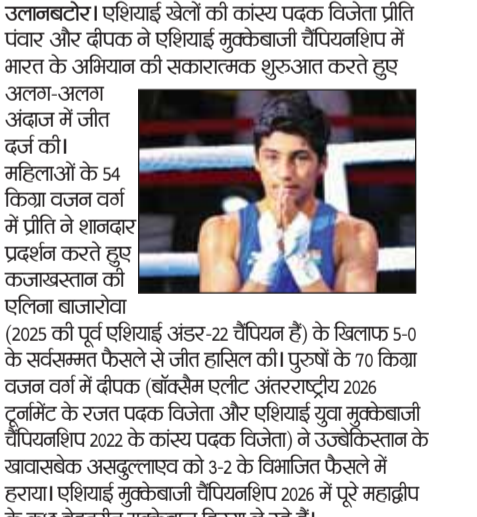 उलानबटोर। एशियाई खेलों की कांस्य पदक विजेता प्रीति
पंवार और दीपक ने एशियाई मुक्केबाजी चैंपियनशिप में
भारत के अभियान की सकारात्मक शुरुआत करते हुए
अलग-अलग
अंदाज में जीत
दर्ज की।
महिलाओं के 54
किग्रा वजन वर्ग
में प्रीति ने शानदार
प्रदर्शन करते हुए
कजाखस्तान की
एलिना बाजारोवा
(2025 की पूर्व एशियाई अंडर-22 चैंपियन हैं) के खिलाफ 5-0
के सर्वसम्मत फैसले से जीत हासिल की। पुरुषों के 70 किग्रा
वजन वर्ग में दीपक (बॉक्सैम एलीट अंतरराष्ट्रीय 2026
टूर्नामेंट के रजत पदक विजेता और एशियाई युवा मुक्केबाजी
चैंपियनशिप 2022 के कांस्य पदक विजेता) ने उज्बेकिस्तान के
खावासबेक असदुल्लाएव को 3-2 के विभाजित फैसले में
हराया। एशियाई मुक्केबाजी चैंपियनशिप 2026 में पूरे महाद्वीप